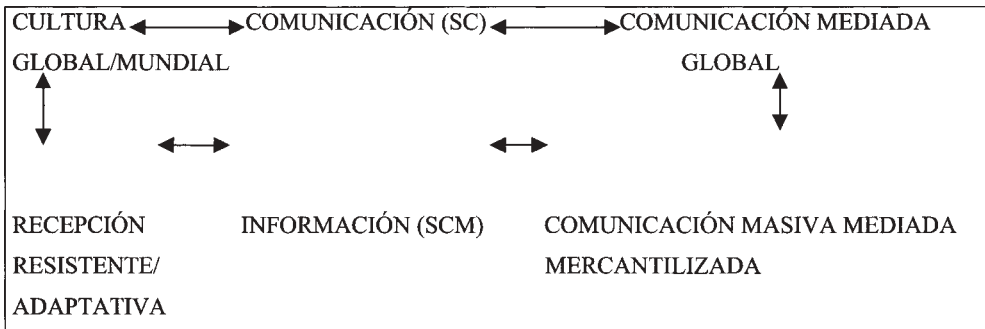 CULTURA COMUNICACIÓN (SC) COMUNICACIÓN MEDIADA
GLOBAL/MUNDIAL GLOBAL
RECEPCIÓN INFORMACIÓN (SCM) COMUNICACIÓN MASIVA MEDIADA
RESISTENTE/ MERCANTILIZADA
ADAPTATIVA